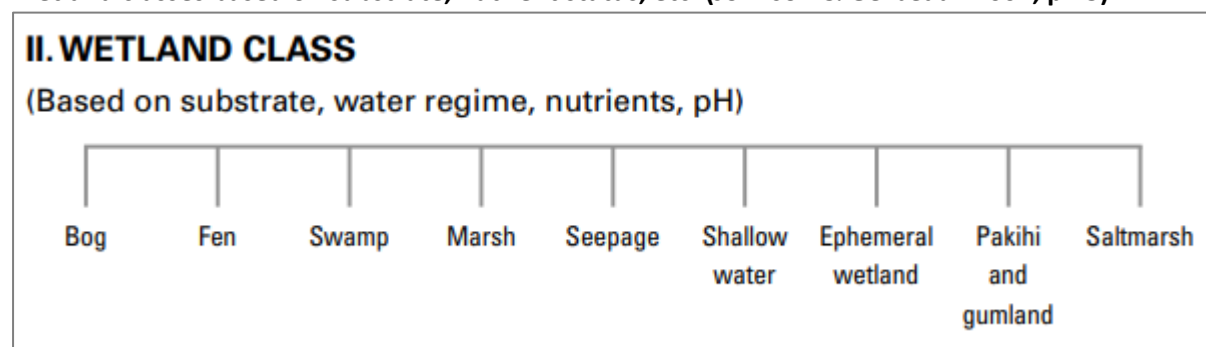 II. WETLAND CLASS
(Based on substrate, water regime, nutrients, pH)
Bog Fen Swamp Marsh Seepage Shallow water Ephemeral wetland Pakihi and gumland Saltmarsh